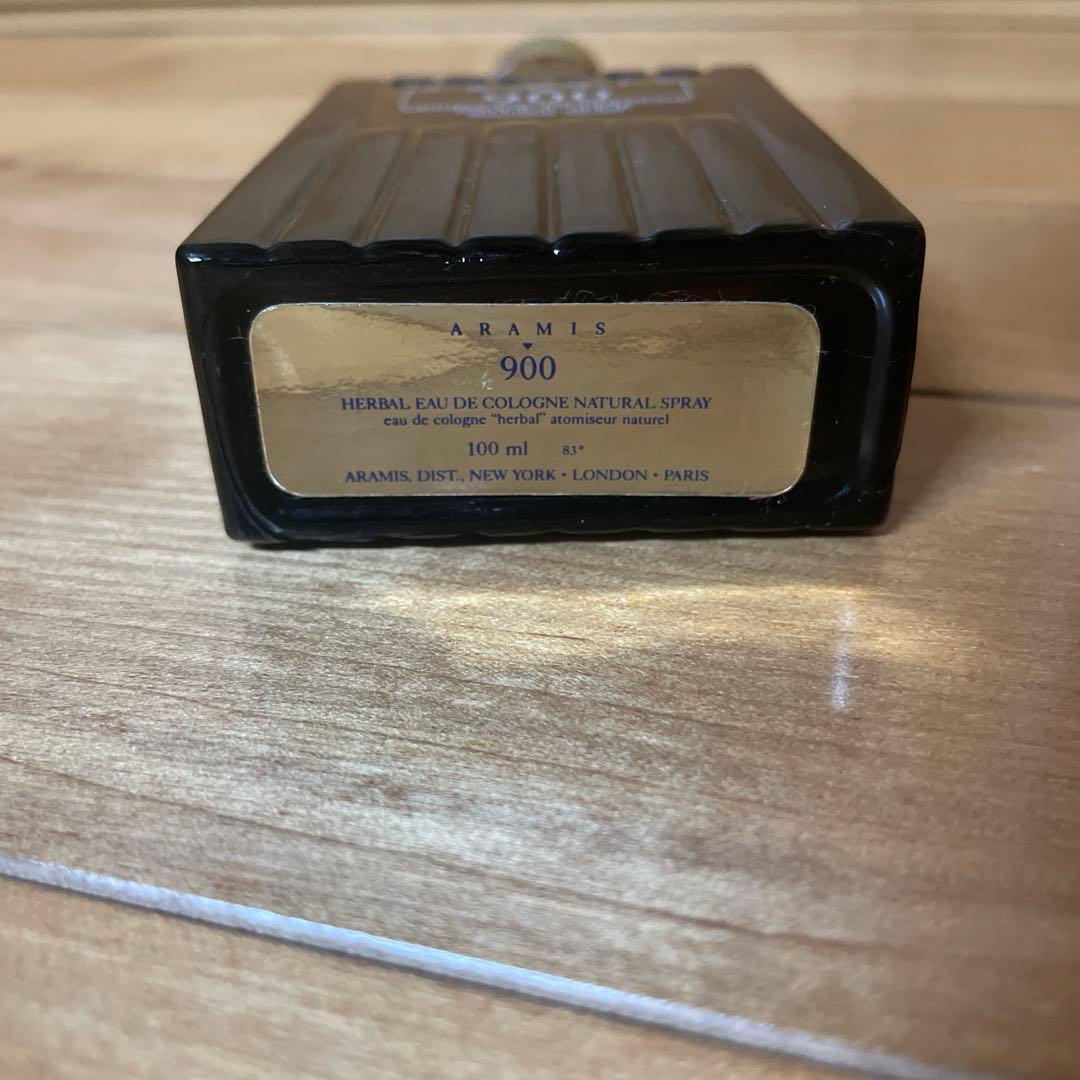 ARAMIS
900
HERBAL EAU DE COLOGNE NATURAL SPRAY
eau de cologne "herbal" atomiseur naturel
100 ml 83°
ARAMIS, DIST., NEW YORK • LONDON • PARIS